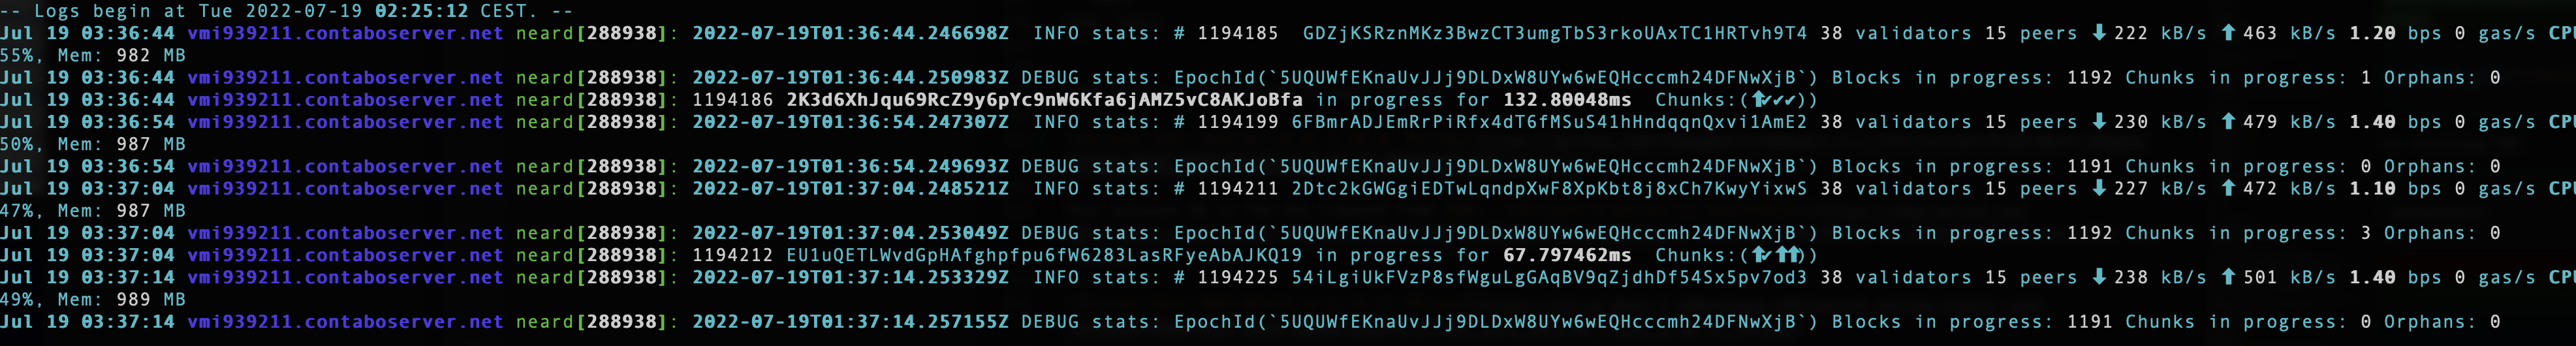 -- Logs begin at Tue 2022-07-19 02:25:12 CEST. --
Jul 19 03:36:44 vmi939211.contaboserver.net neard[288938]: 2022-07-19T01:36:44.246698Z  INFO stats: # 1194185  GDZjKSRznMKz3BwzCT3umgTbS3rkoUAxTC1HRTvh9T4 38 validators 15 peers ⬇ 222 kB/s ⬆ 463 kB/s 1.20 bps 0 gas/s CPU
55%, Mem: 982 MB
Jul 19 03:36:44 vmi939211.contaboserver.net neard[288938]: 2022-07-19T01:36:44.250983Z DEBUG stats: EpochId(`5UQUWfEKnaUvJJj9DLDxW8UYw6wEQHcccmh24DFNwXjB`) Blocks in progress: 1192 Chunks in progress: 1 Orphans: 0
Jul 19 03:36:44 vmi939211.contaboserver.net neard[288938]: 1194186 2K3d6XhJqu69RcZ9y6pYc9nW6Kfa6jAMZ5vC8AKJoBfa in progress for 132.80048ms  Chunks:(⬆✔✔✔))
Jul 19 03:36:54 vmi939211.contaboserver.net neard[288938]: 2022-07-19T01:36:54.247307Z  INFO stats: # 1194199 6FBmrADJEmRrPiRfx4dT6fMSuS41hHndqqnQxvi1AmE2 38 validators 15 peers ⬇ 230 kB/s ⬆ 479 kB/s 1.40 bps 0 gas/s CPU
50%, Mem: 987 MB
Jul 19 03:36:54 vmi939211.contaboserver.net neard[288938]: 2022-07-19T01:36:54.249693Z DEBUG stats: EpochId(`5UQUWfEKnaUvJJj9DLDxW8UYw6wEQHcccmh24DFNwXjB`) Blocks in progress: 1191 Chunks in progress: 0 Orphans: 0
Jul 19 03:37:04 vmi939211.contaboserver.net neard[288938]: 2022-07-19T01:37:04.248521Z  INFO stats: # 1194211 2Dtc2kGWGgiEDTwLqndpXwF8XpKbt8j8xCh7KwyYixwS 38 validators 15 peers ⬇ 227 kB/s ⬆ 472 kB/s 1.10 bps 0 gas/s CPU
47%, Mem: 987 MB
Jul 19 03:37:04 vmi939211.contaboserver.net neard[288938]: 2022-07-19T01:37:04.253049Z DEBUG stats: EpochId(`5UQUWfEKnaUvJJj9DLDxW8UYw6wEQHcccmh24DFNwXjB`) Blocks in progress: 1192 Chunks in progress: 3 Orphans: 0
Jul 19 03:37:04 vmi939211.contaboserver.net neard[288938]: 1194212 EU1uQETLWvdGpHAfghpfpu6fW6283LasRFyeAbAJKQ19 in progress for 67.797462ms  Chunks:(⬆✔⬆⬆))
Jul 19 03:37:14 vmi939211.contaboserver.net neard[288938]: 2022-07-19T01:37:14.253329Z  INFO stats: # 1194225 54iLgiUkFVzP8sfWguLgGAqBV9qZjdhDf54Sx5pv7od3 38 validators 15 peers ⬇ 238 kB/s ⬆ 501 kB/s 1.40 bps 0 gas/s CPU
49%, Mem: 989 MB
Jul 19 03:37:14 vmi939211.contaboserver.net neard[288938]: 2022-07-19T01:37:14.257155Z DEBUG stats: EpochId(`5UQUWfEKnaUvJJj9DLDxW8UYw6wEQHcccmh24DFNwXjB`) Blocks in progress: 1191 Chunks in progress: 0 Orphans: 0